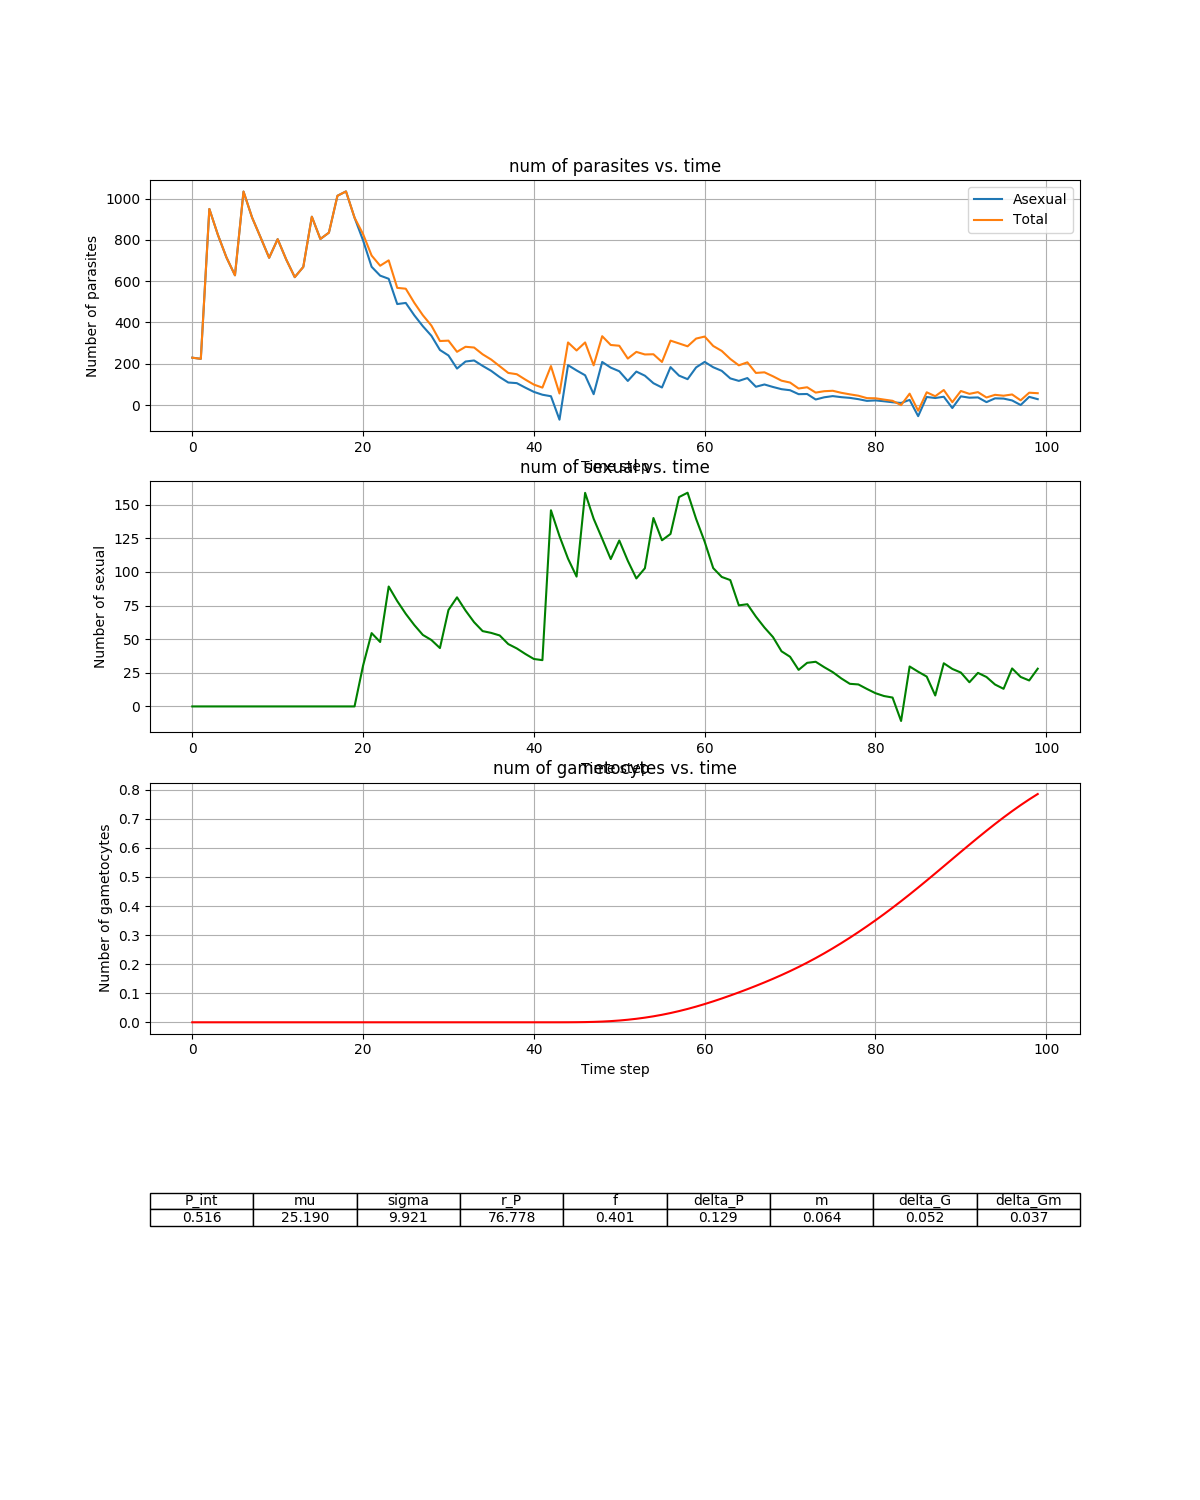 num of parasites vs. time
Number of parasites
1000
800
600
400
200
0
Asexual
Total
0 20 40 60 80 100
Time step
num of sexual vs. time
Number of sexual
150
125
100
75
50
25
0
0 20 40 60 80 100
Time step
num of gametocytes vs. time
Number of gametocytes
0.8
0.7
0.6
0.5
0.4
0.3
0.2
0.1
0.0
0 20 40 60 80 100
Time step
P_int mu sigma r_P f delta_P m delta_G delta_Gm
0.516 25.190 9.921 76.778 0.401 0.129 0.064 0.052 0.037